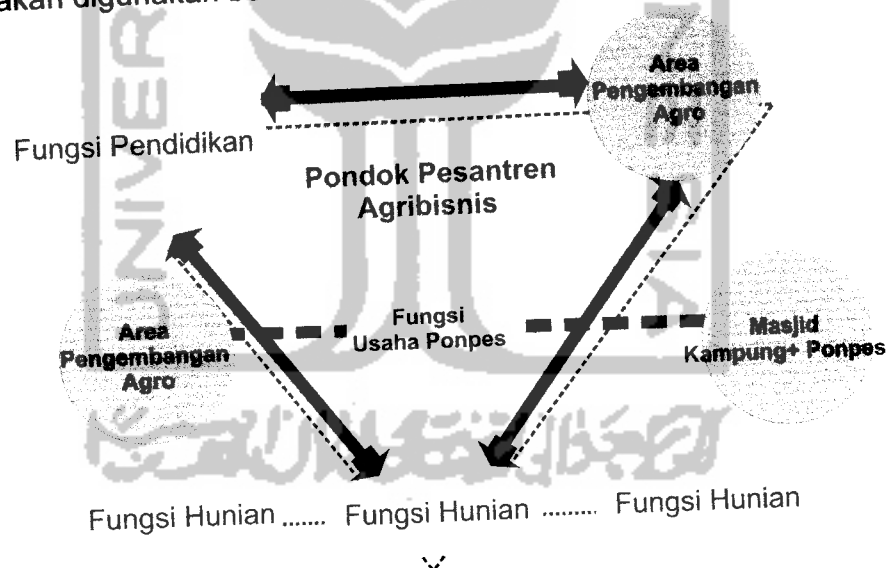 akan digunakan
Area
Pengembangan
Agro
Fungsi Pendidikan
Pondok Pesantren
Agribisnis
Area
Pengembangan
Agro
Fungsi
Usaha Ponpes
Masjid
Kampung+ Ponpes
Fungsi Hunian ....... Fungsi Hunian ......... Fungsi Hunian